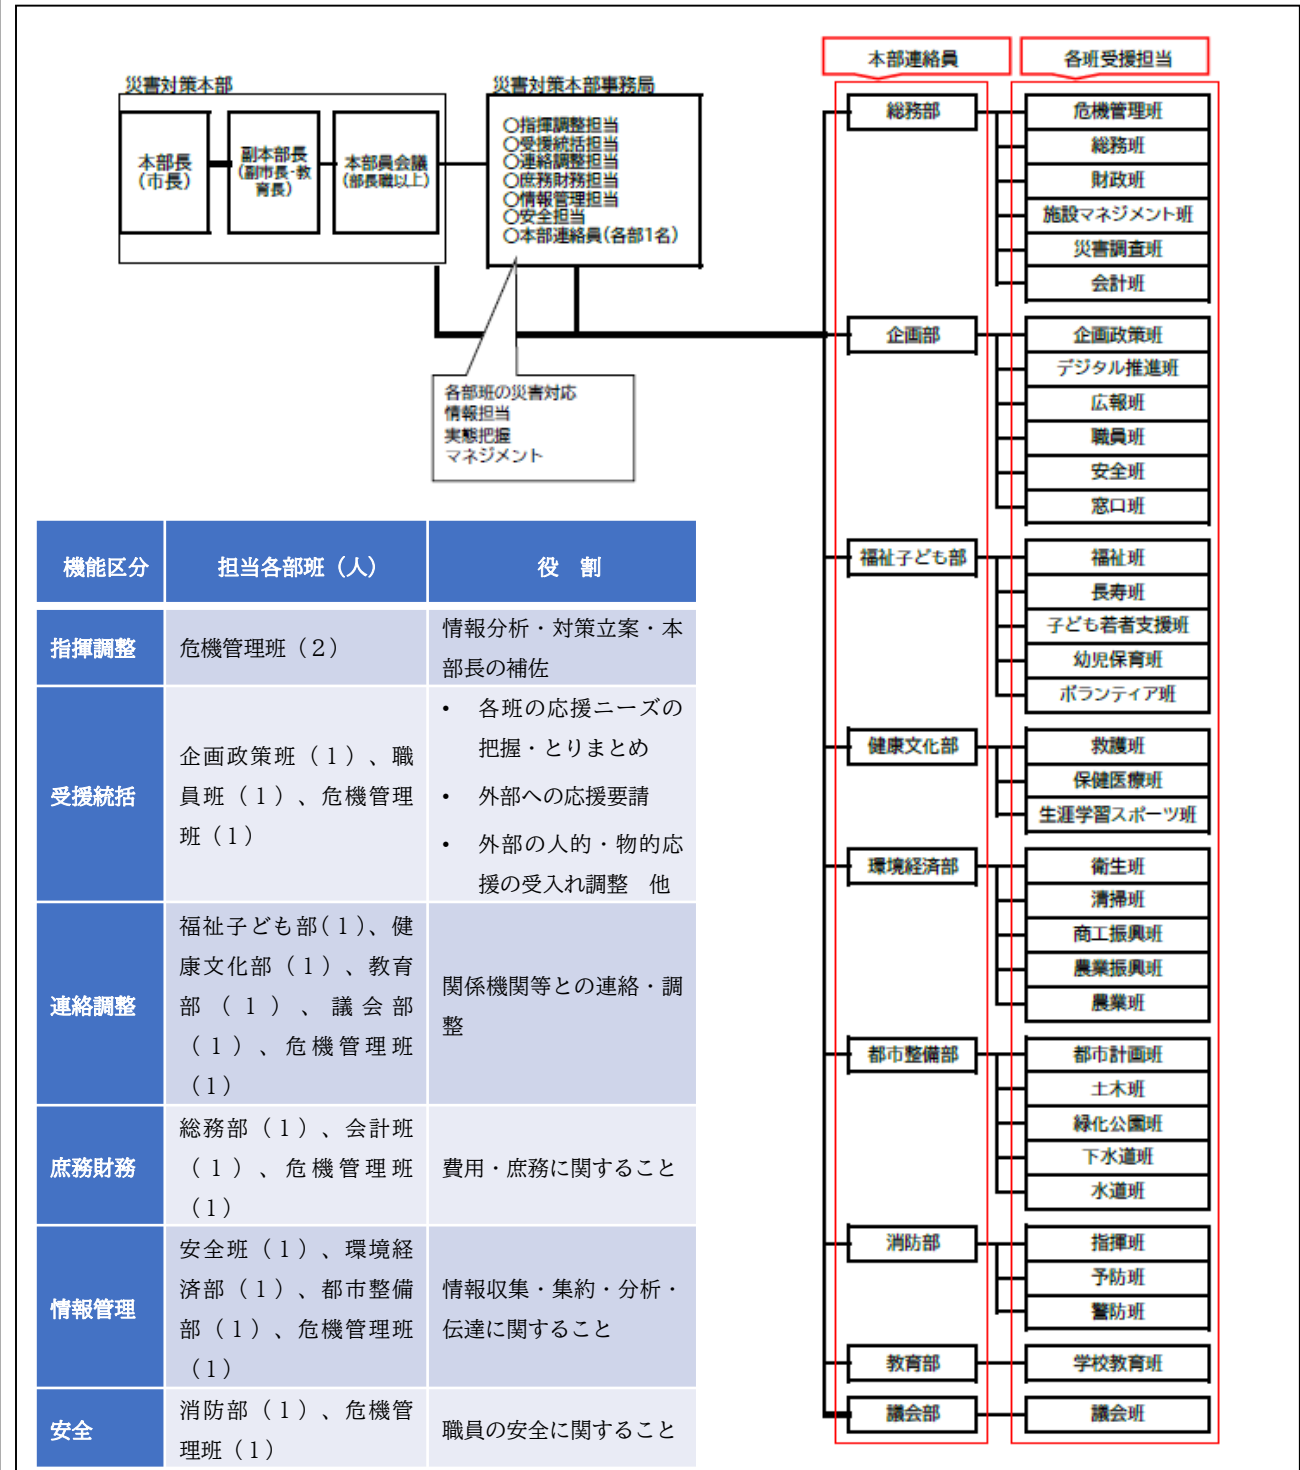 災害対策本部
本部長
（市長）
副本部長
(副市長・教
育長)
本部員会議
(部長職以上)
災害対策本部事務局
○指揮調整担当
○受援統括担当
○連絡調整担当
○庶務財務担当
○情報管理担当
○安全担当
○本部連絡員(各部1名)
各部班の災害対応
情報担当
実態把握
マネジメント
本部連絡員
各班受援担当
総務部
危機管理班
総務班
財政班
施設マネジメント班
災害調査班
会計班
企画部
企画政策班
デジタル推進班
広報班
職員班
安全班
窓口班
福祉子ども部
福祉班
長寿班
子ども若者支援班
幼児保育班
ボランティア班
健康文化部
救護班
保健医療班
生涯学習スポーツ班
環境経済部
衛生班
清掃班
商工振興班
農業振興班
農業班
都市整備部
都市計画班
土木班
緑化公園班
下水道班
水道班
消防部
指揮班
予防班
警防班
教育部
学校教育班
議会部
議会班
機能区分
担当各部班（人）
役　割
指揮調整
危機管理班（２）
情報分析・対策立案・本
部長の補佐
受援統括
企画政策班（１）、職
員班（１）、危機管理
班（１）
• 各班の応援ニーズの
把握・とりまとめ
• 外部への応援要請
• 外部の人的・物的応
援の受入れ調整　他
連絡調整
福祉子ども部（１）、健
康文化部（１）、教育
部（１）、議会部
（１）、危機管理班
（１）
関係機関等との連絡・調
整
庶務財務
総務部（１）、会計班
（１）、危機管理班
（１）
費用・庶務に関すること
情報管理
安全班（１）、環境経
済部（１）、都市整備
部（１）、危機管理班
（１）
情報収集・集約・分析・
伝達に関すること
安全
消防部（１）、危機管
理班（１）
職員の安全に関すること